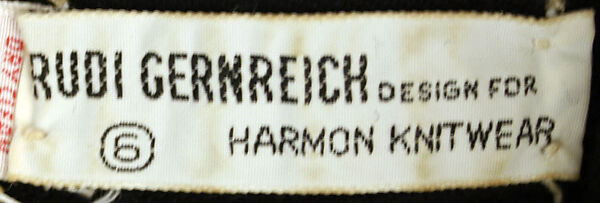 RUDI GERNREICH DESIGN FOR
6 HARMON KNITWEAR